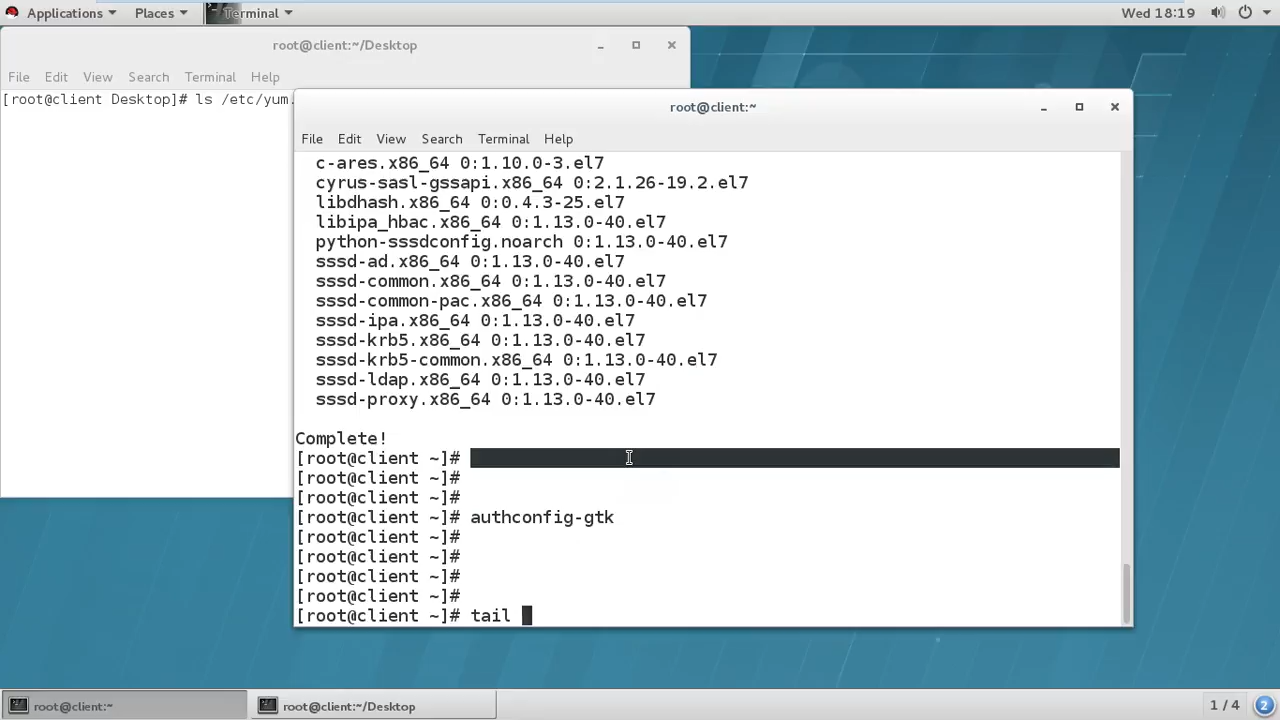 Applications Places Terminal Wed 18:19
root@client:~/Desktop
File Edit View Search Terminal Help
[root@client Desktop]# ls /etc/yum.
root@client:~
File Edit View Search Terminal Help
c-ares.x86_64 0:1.10.0-3.el7
cyrus-sasl-gssapi.x86_64 0:2.1.26-19.2.el7
libdhash.x86_64 0:0.4.3-25.el7
libipa_hbac.x86_64 0:1.13.0-40.el7
python-sssdconfig.noarch 0:1.13.0-40.el7
sssd-ad.x86_64 0:1.13.0-40.el7
sssd-common.x86_64 0:1.13.0-40.el7
sssd-common-pac.x86_64 0:1.13.0-40.el7
sssd-ipa.x86_64 0:1.13.0-40.el7
sssd-krb5.x86_64 0:1.13.0-40.el7
sssd-krb5-common.x86_64 0:1.13.0-40.el7
sssd-ldap.x86_64 0:1.13.0-40.el7
sssd-proxy.x86_64 0:1.13.0-40.el7
Complete!
[root@client ~]#
[root@client ~]#
[root@client ~]#
[root@client ~]# authconfig-gtk
[root@client ~]#
[root@client ~]#
[root@client ~]#
[root@client ~]#
[root@client ~]# tail
root@client:~ root@client:~/Desktop 1 / 4 2